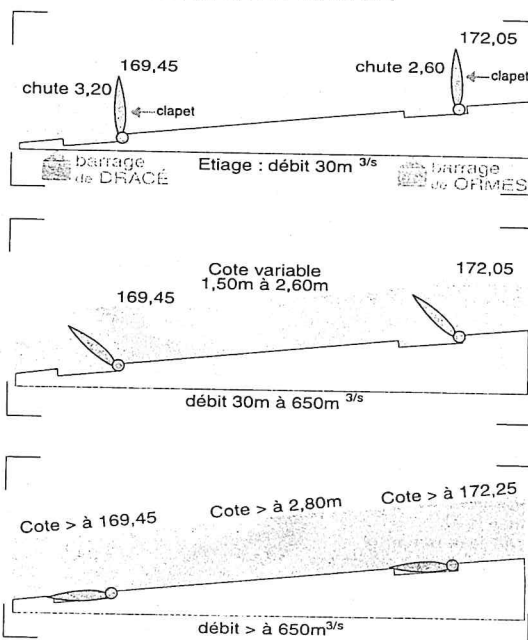 172,05
169,45
chute 3,20
chute 2,60
clapet
clapet
barrage
de DRACÉ
Etiage : débit 30m 3/s
barrage
de ORMES
Cote variable
1,50m à 2,60m
169,45
172,05
débit 30m à 650m 3/s
Cote > à 169,45
Cote > à 2,80m
Cote > à 172,25
débit > à 650m3/s